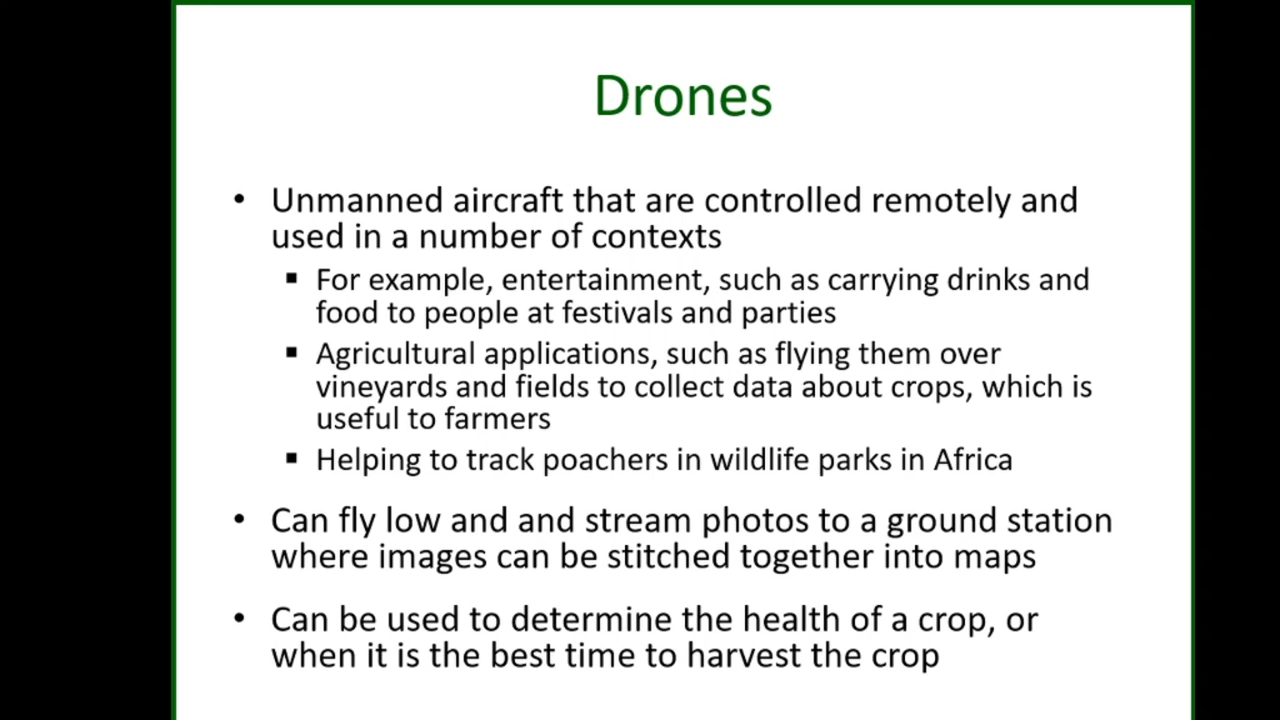 Drones
• Unmanned aircraft that are controlled remotely and
used in a number of contexts
▪ For example, entertainment, such as carrying drinks and
food to people at festivals and parties
▪ Agricultural applications, such as flying them over
vineyards and fields to collect data about crops, which is
useful to farmers
▪ Helping to track poachers in wildlife parks in Africa
• Can fly low and and stream photos to a ground station
where images can be stitched together into maps
• Can be used to determine the health of a crop, or
when it is the best time to harvest the crop